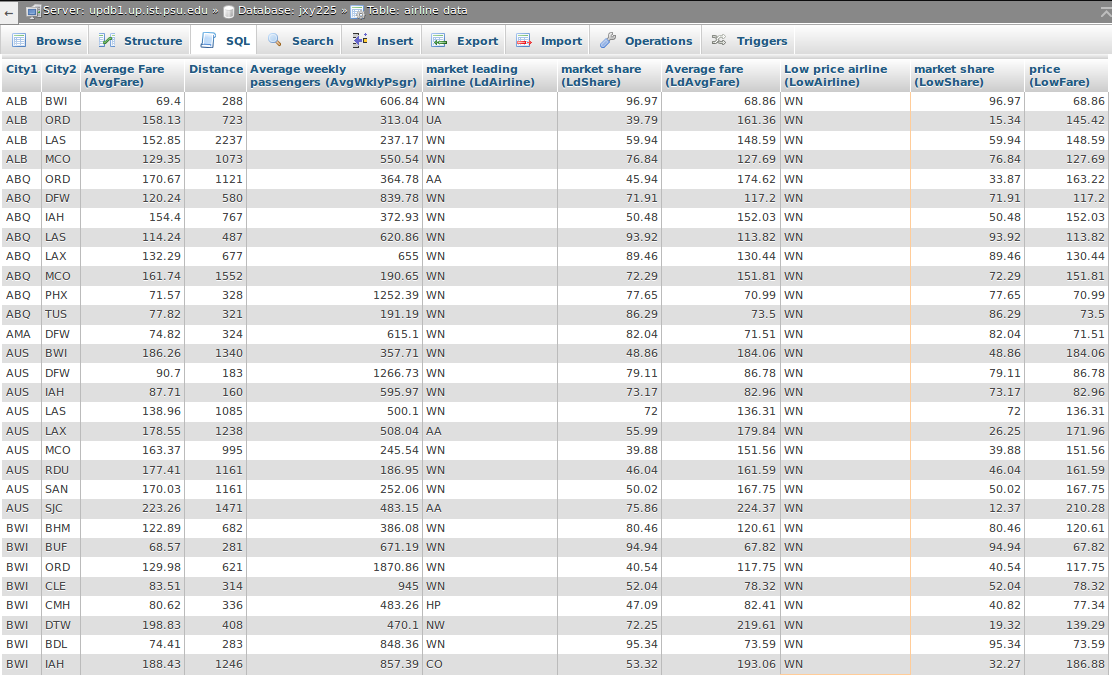 ← Server: updb1.up.ist.psu.edu » Database: jxy225 » Table: airline data
Browse Structure SQL Search Insert Export Import Operations Triggers
City1 City2 Average Fare (AvgFare) Distance Average weekly passengers (AvgWklyPsgr) market leading airline (LdAirline) market share (LdShare) Average fare (LdAvgFare) Low price airline (LowAirline) market share (LowShare) price (LowFare)
ALB BWI 69.4 288 606.84 WN 96.97 68.86 WN 96.97 68.86
ALB ORD 158.13 723 313.04 UA 39.79 161.36 WN 15.34 145.42
ALB LAS 152.85 2237 237.17 WN 59.94 148.59 WN 59.94 148.59
ALB MCO 129.35 1073 550.54 WN 76.84 127.69 WN 76.84 127.69
ABQ ORD 170.67 1121 364.78 AA 45.94 174.62 WN 33.87 163.22
ABQ DFW 120.24 580 839.78 WN 71.91 117.2 WN 71.91 117.2
ABQ IAH 154.4 767 372.93 WN 50.48 152.03 WN 50.48 152.03
ABQ LAS 114.24 487 620.86 WN 93.92 113.82 WN 93.92 113.82
ABQ LAX 132.29 677 655 WN 89.46 130.44 WN 89.46 130.44
ABQ MCO 161.74 1552 190.65 WN 72.29 151.81 WN 72.29 151.81
ABQ PHX 71.57 328 1252.39 WN 77.65 70.99 WN 77.65 70.99
ABQ TUS 77.82 321 191.19 WN 86.29 73.5 WN 86.29 73.5
AMA DFW 74.82 324 615.1 WN 82.04 71.51 WN 82.04 71.51
AUS BWI 186.26 1340 357.71 WN 48.86 184.06 WN 48.86 184.06
AUS DFW 90.7 183 1266.73 WN 79.11 86.78 WN 79.11 86.78
AUS IAH 87.71 160 595.97 WN 73.17 82.96 WN 73.17 82.96
AUS LAS 138.96 1085 500.1 WN 72 136.31 WN 72 136.31
AUS LAX 178.55 1238 508.04 AA 55.99 179.84 WN 26.25 171.96
AUS MCO 163.37 995 245.54 WN 39.88 151.56 WN 39.88 151.56
AUS RDU 177.41 1161 186.95 WN 46.04 161.59 WN 46.04 161.59
AUS SAN 170.03 1161 252.06 WN 50.02 167.75 WN 50.02 167.75
AUS SJC 223.26 1471 483.15 AA 75.86 224.37 WN 12.37 210.28
BWI BHM 122.89 682 386.08 WN 80.46 120.61 WN 80.46 120.61
BWI BUF 68.57 281 671.19 WN 94.94 67.82 WN 94.94 67.82
BWI ORD 129.98 621 1870.86 WN 40.54 117.75 WN 40.54 117.75
BWI CLE 83.51 314 945 WN 52.04 78.32 WN 52.04 78.32
BWI CMH 80.62 336 483.26 HP 47.09 82.41 WN 40.82 77.34
BWI DTW 198.83 408 470.1 NW 72.25 219.61 WN 19.32 139.29
BWI BDL 74.41 283 848.36 WN 95.34 73.59 WN 95.34 73.59
BWI IAH 188.43 1246 857.39 CO 53.32 193.06 WN 32.27 186.88